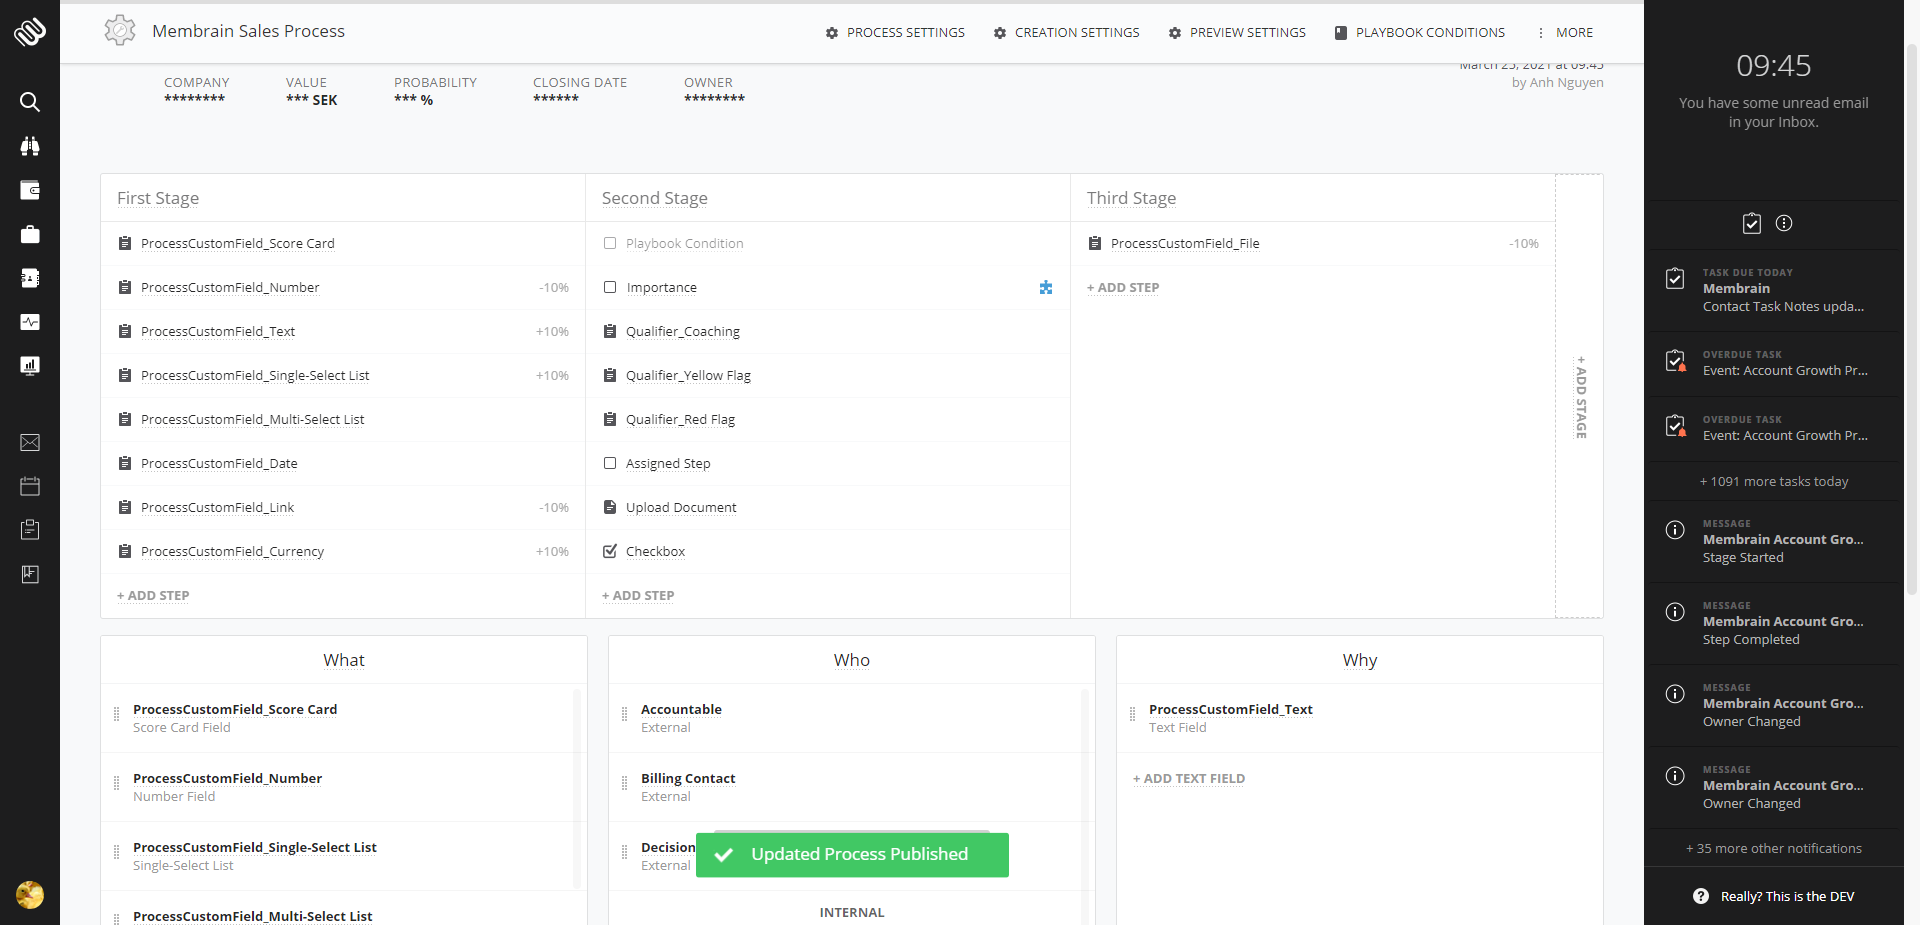 Membrain Sales Process
PROCESS SETTINGS
CREATION SETTINGS
PREVIEW SETTINGS
PLAYBOOK CONDITIONS
MORE
COMPANY
********
VALUE
*** SEK
PROBABILITY
*** %
CLOSING DATE
******
OWNER
********
March 25, 2021 at 09:45
by Anh Nguyen
First Stage
ProcessCustomField_Score Card
ProcessCustomField_Number -10%
ProcessCustomField_Text +10%
ProcessCustomField_Single-Select List +10%
ProcessCustomField_Multi-Select List
ProcessCustomField_Date
ProcessCustomField_Link -10%
ProcessCustomField_Currency +10%
+ ADD STEP
Second Stage
Playbook Condition
Importance
Qualifier_Coaching
Qualifier_Yellow Flag
Qualifier_Red Flag
Assigned Step
Upload Document
Checkbox
+ ADD STEP
Third Stage
ProcessCustomField_File -10%
+ ADD STEP
+ ADD STAGE
What
ProcessCustomField_Score Card
Score Card Field
ProcessCustomField_Number
Number Field
ProcessCustomField_Single-Select List
Single-Select List
ProcessCustomField_Multi-Select List
Who
Accountable
External
Billing Contact
External
Decision
External
INTERNAL
Why
ProcessCustomField_Text
Text Field
+ ADD TEXT FIELD
Updated Process Published
09:45
You have some unread email
in your Inbox.
TASK DUE TODAY
Membrain
Contact Task Notes upda...
OVERDUE TASK
Event: Account Growth Pr...
OVERDUE TASK
Event: Account Growth Pr...
+ 1091 more tasks today
MESSAGE
Membrain Account Gro...
Stage Started
MESSAGE
Membrain Account Gro...
Step Completed
MESSAGE
Membrain Account Gro...
Owner Changed
MESSAGE
Membrain Account Gro...
Owner Changed
+ 35 more other notifications
Really? This is the DEV